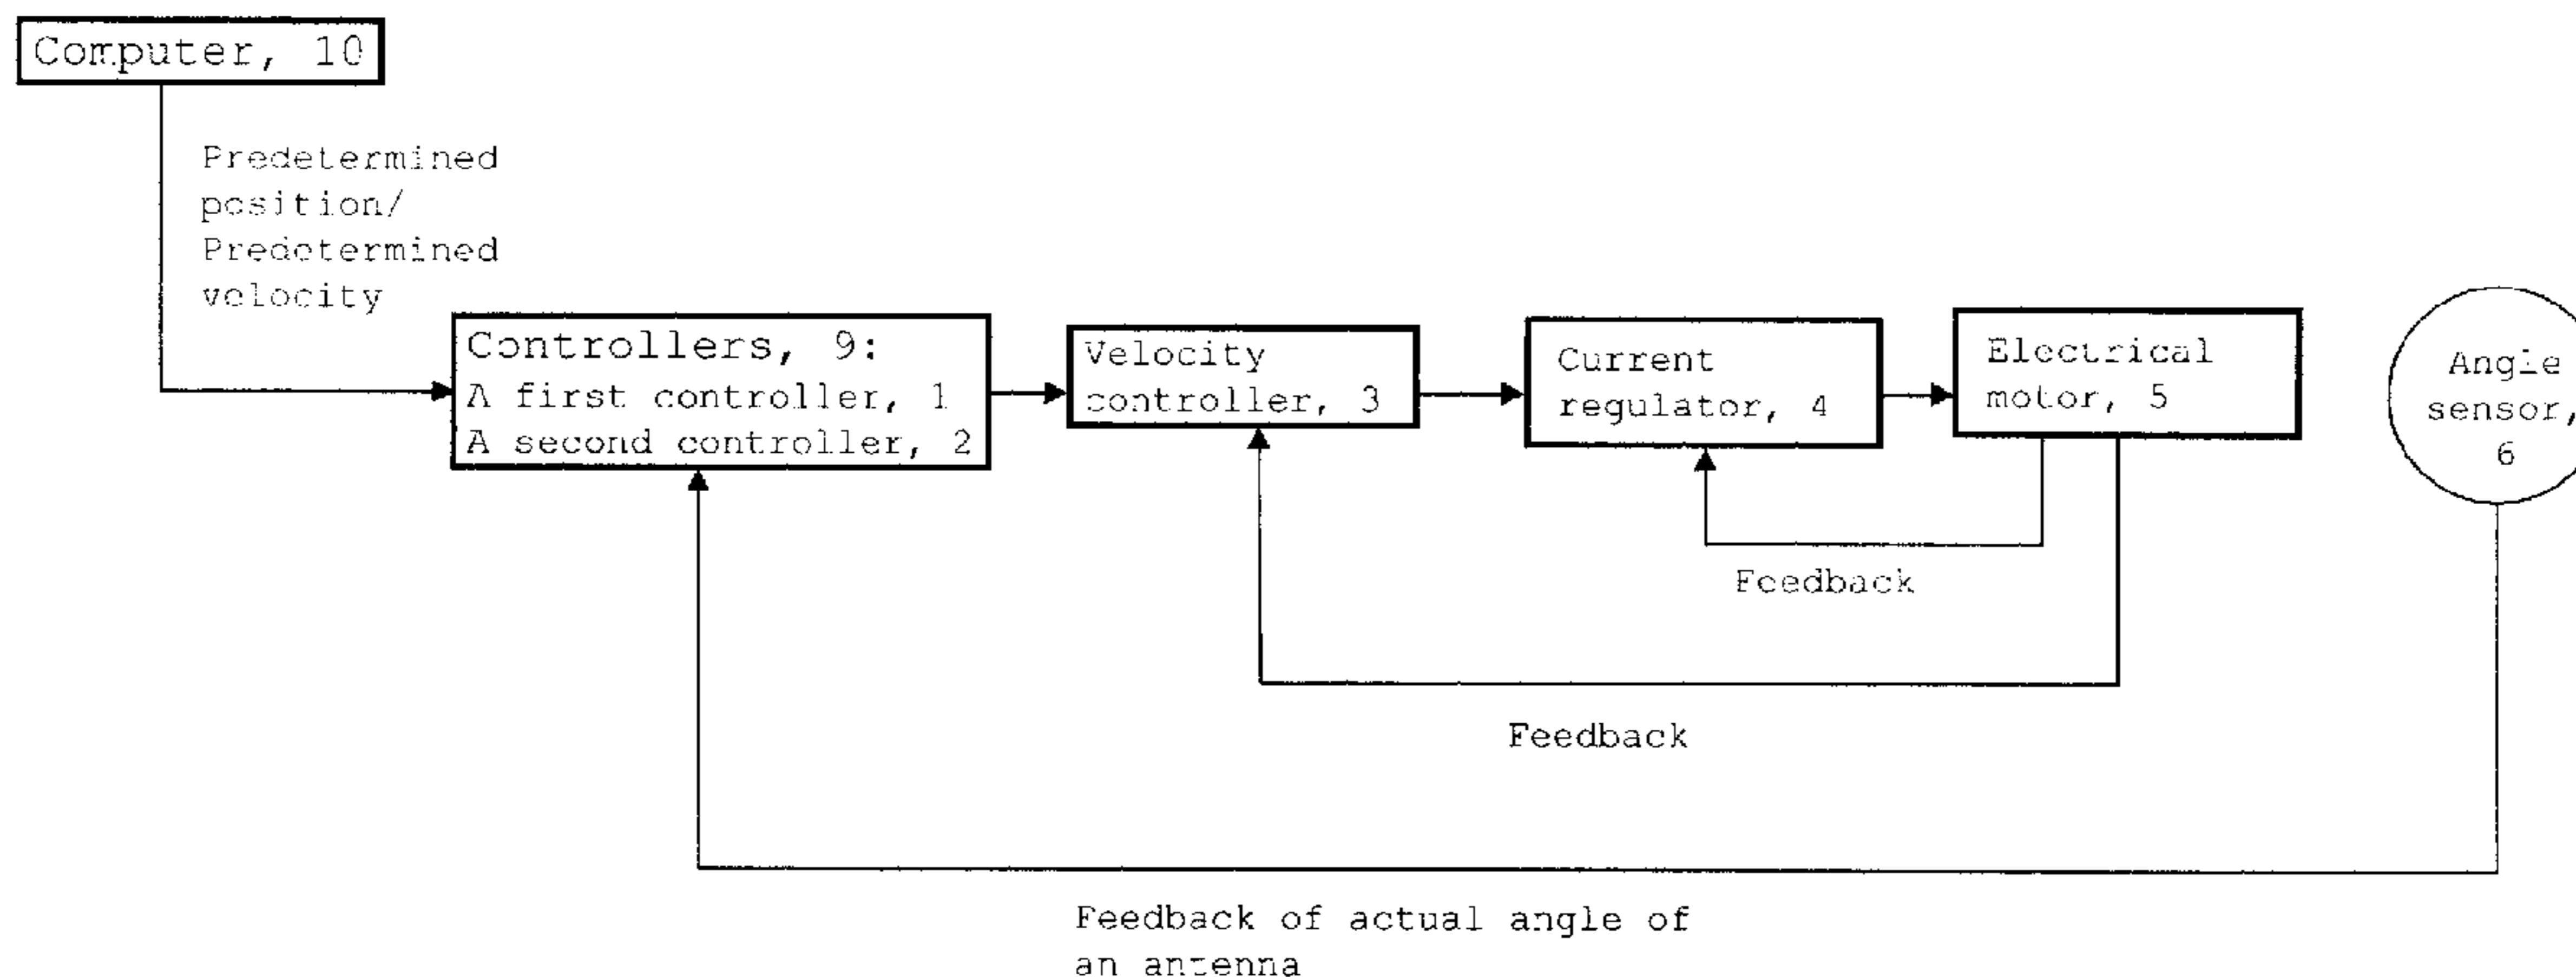 Computer, 10
Predetermined
position/
Predetermined
velocity
Controllers, 9:
A first controller, 1
A second controller, 2
Velocity
controller, 3
Current
regulator, 4
Electrical
motor, 5
Angle
sensor,
6
Feedback
Feedback
Feedback of actual angle of
an antenna